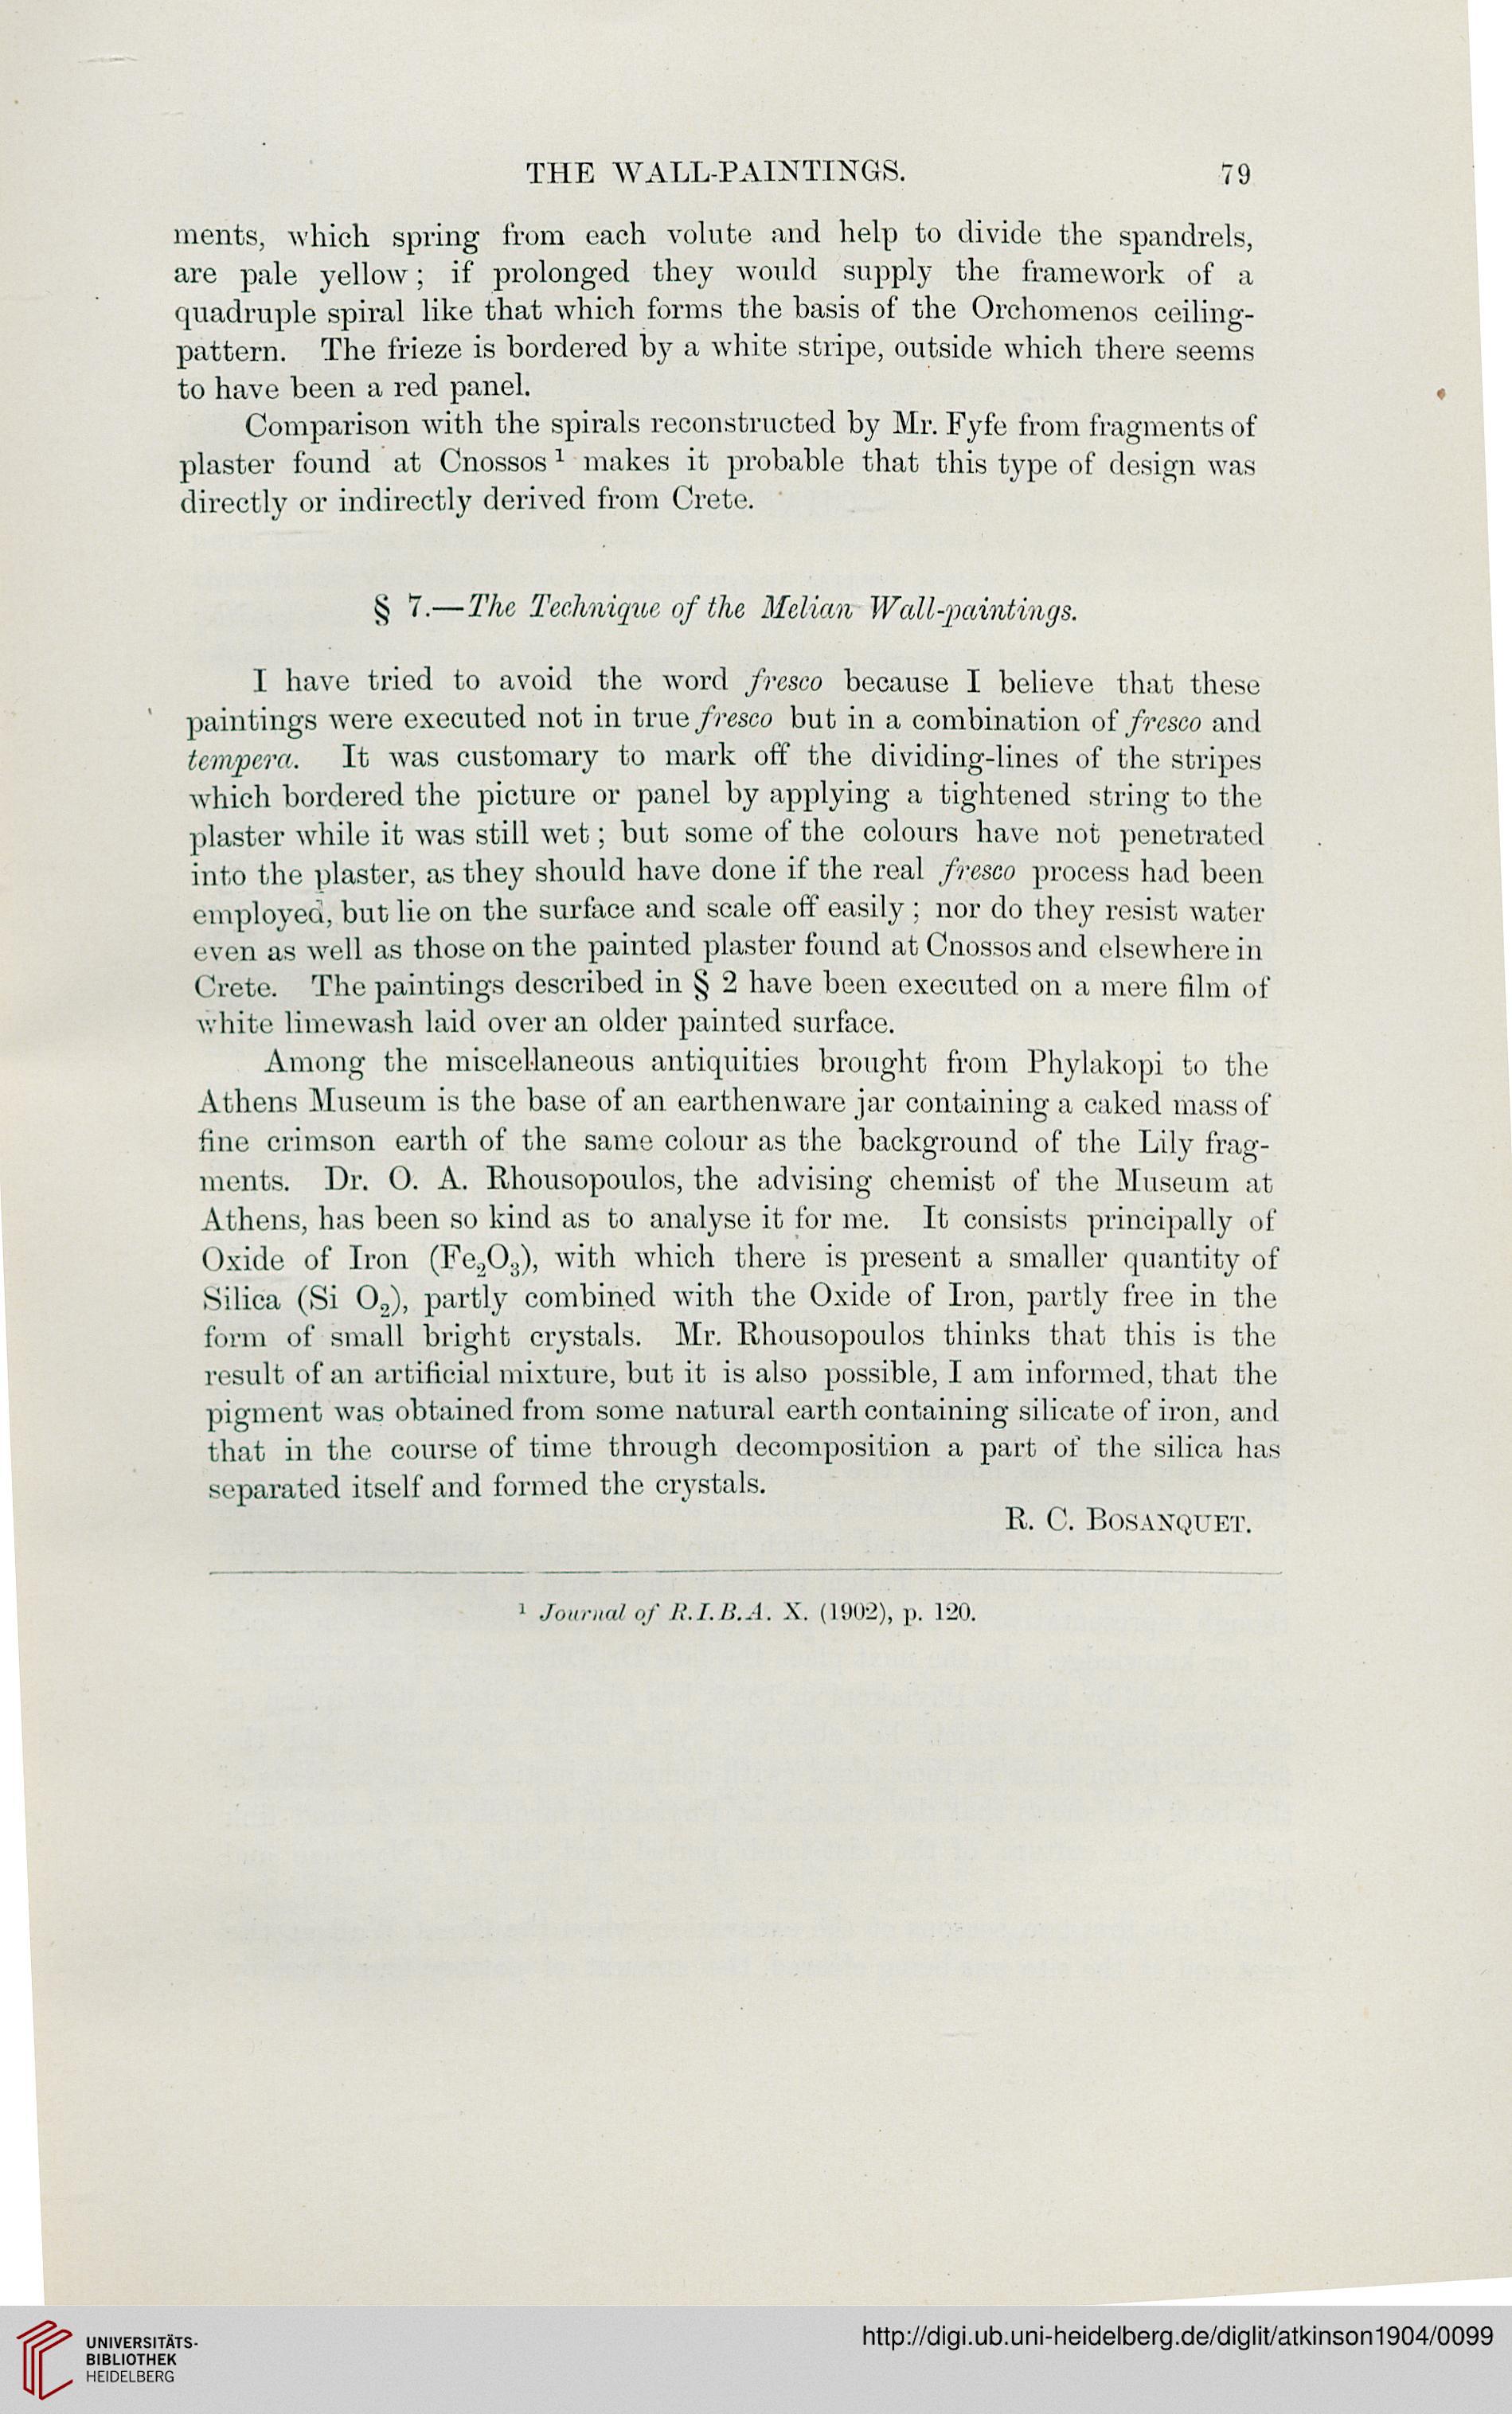 THE WALL-PAINTINGS. 79
ments, which spring from each volute and help to divide the spandrels,
are pale yellow; if prolonged they would supply the framework of a
quadruple spiral like that which forms the basis of the Orchomenos ceiling-
pattern. The frieze is bordered by a white stripe, outside which there seems
to have been a red panel.
Comparison with the spirals reconstructed by Mr. Fyfe from fragments of
plaster found at Cnossos ¹ makes it probable that this type of design was
directly or indirectly derived from Crete.
§ 7.—The Technique of the Melian Wall-paintings.
I have tried to avoid the word fresco because I believe that these
paintings were executed not in true fresco but in a combination of fresco and
tempera. It was customary to mark off the dividing-lines of the stripes
which bordered the picture or panel by applying a tightened string to the
plaster while it was still wet; but some of the colours have not penetrated
into the plaster, as they should have done if the real fresco process had been
employed, but lie on the surface and scale off easily; nor do they resist water
even as well as those on the painted plaster found at Cnossos and elsewhere in
Crete. The paintings described in § 2 have been executed on a mere film of
white limewash laid over an older painted surface.
Among the miscellaneous antiquities brought from Phylakopi to the
Athens Museum is the base of an earthenware jar containing a caked mass of
fine crimson earth of the same colour as the background of the Lily frag-
ments. Dr. O. A. Rhousopoulos, the advising chemist of the Museum at
Athens, has been so kind as to analyse it for me. It consists principally of
Oxide of Iron (Fe₂O₃), with which there is present a smaller quantity of
Silica (Si O₂), partly combined with the Oxide of Iron, partly free in the
form of small bright crystals. Mr. Rhousopoulos thinks that this is the
result of an artificial mixture, but it is also possible, I am informed, that the
pigment was obtained from some natural earth containing silicate of iron, and
that in the course of time through decomposition a part of the silica has
separated itself and formed the crystals.
R. C. BOSANQUET.
¹ Journal of R.I.B.A. X. (1902), p. 120.
UNIVERSITÄTS-
BIBLIOTHEK
HEIDELBERG
http://digi.ub.uni-heidelberg.de/diglit/atkinson1904/0099